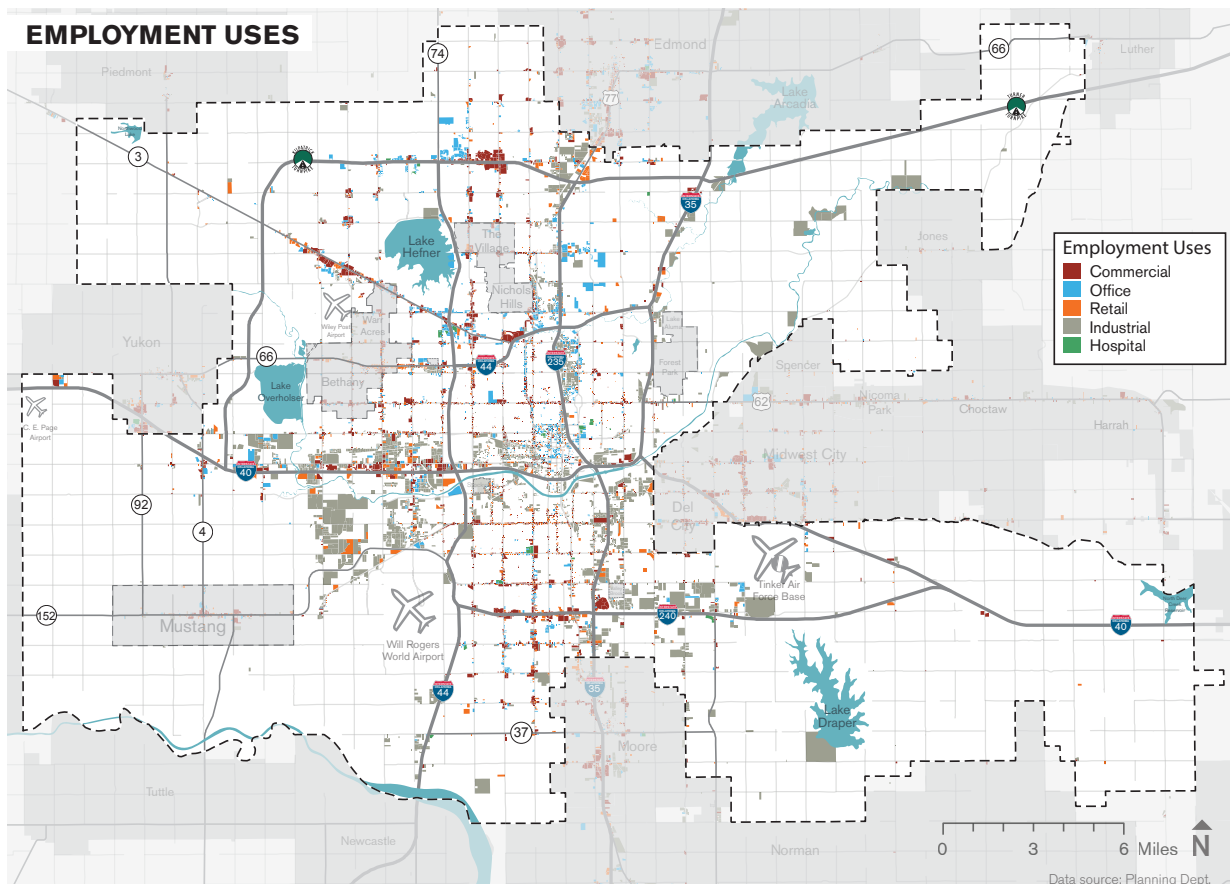 EMPLOYMENT USES
74
66
Edmond
Luther
Piedmont
77
Lake
Arcadia
TURNER
TURNPIKE
3
35
Lake
Hefner
The
Village
Jones
Employment Uses
Commercial
Office
Retail
Industrial
Hospital
Nichols
Hills
Wiley Post
Airport
Warr
Acres
Yukon
66
44
235
Forest
Park
Spencer
Bethany
Lake
Overholser
62
Nicoma
Park
Choctaw
Harrah
C. E. Page
Airport
40
Midwest City
92
4
Del
City
Tinker Air
Force Base
152
Mustang
240
40
Will Rogers
World Airport
44
35
Lake
Draper
37
Moore
Tuttle
Newcastle
Norman
0 3 6 Miles
N
Data source: Planning Dept.